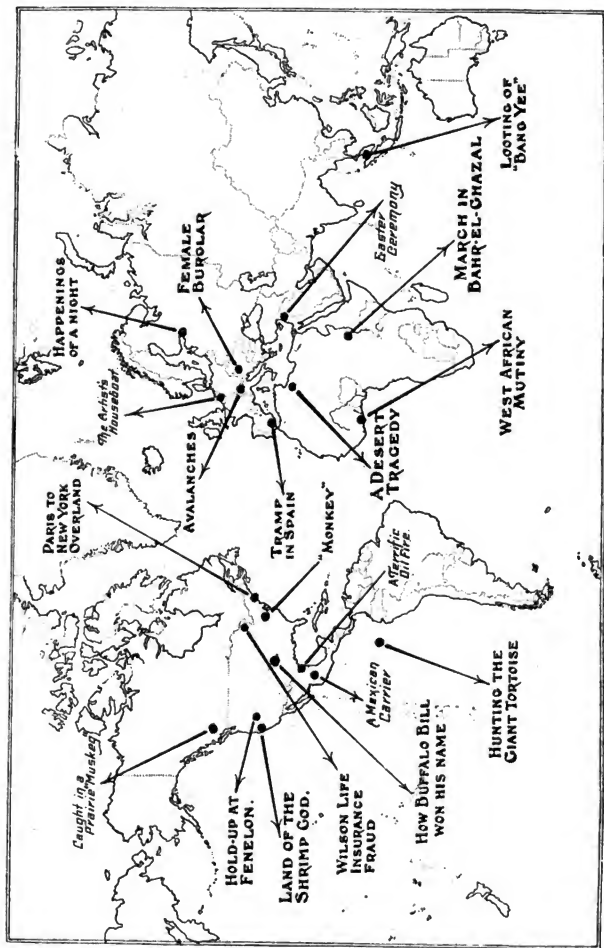 Caught in a
Prairie "Muskeg"
PARIS TO
NEW YORK
OVERLAND
The Artist's
Houseboat
HAPPENINGS
OF A NIGHT
AVALANCHES
FEMALE
BURGLAR
HOLD-UP AT
FENELON.
LAND OF THE
SHRIMP GOD.
WILSON LIFE
INSURANCE
FRAUD
TRAMP
IN SPAIN
"MONKEY"
A Mexican
Carrier
A Terrific
Oil Fire.
HOW BUFFALO BILL
WON HIS NAME
HUNTING THE
GIANT TORTOISE
A DESERT
TRAGEDY
WEST AFRICAN
MUTINY
Easter
Ceremony
MARCH IN
BAHR-EL-GHAZAL
LOOTING OF
"BANG YEE"